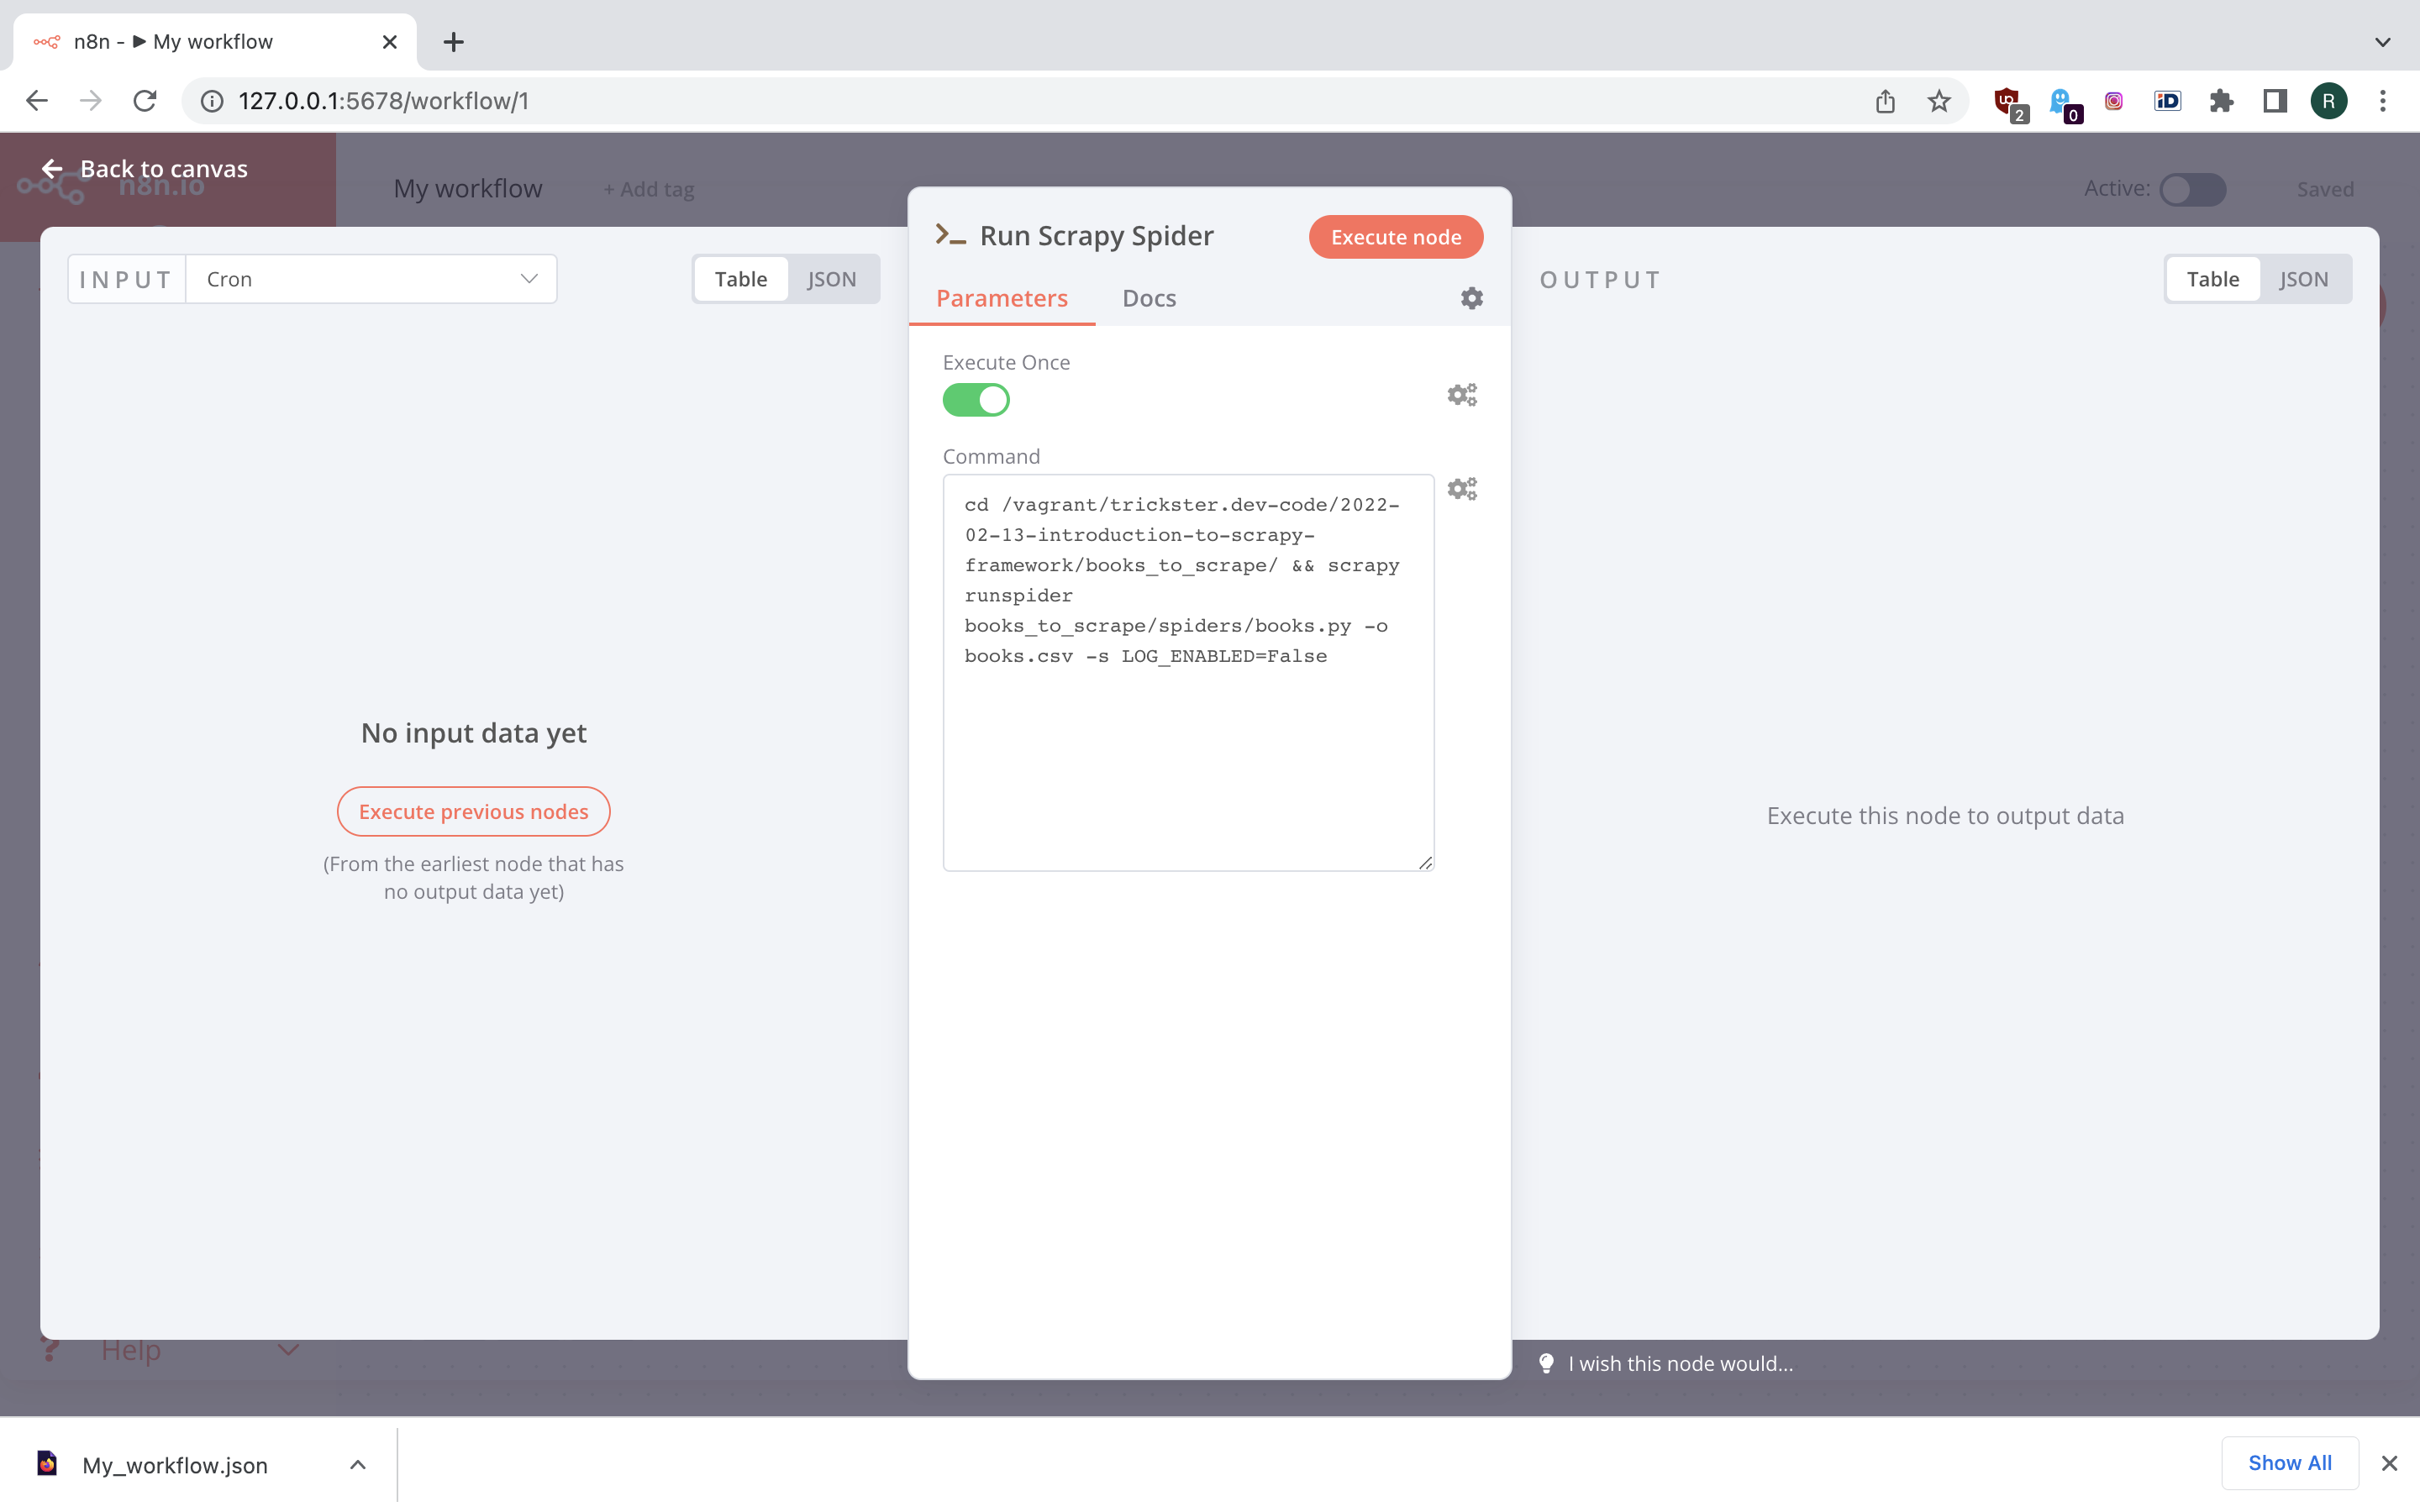 n8n - ▶ My workflow
127.0.0.1:5678/workflow/1
2
0
iD
R
Back to canvas
n8n.io
My workflow
+ Add tag
Active:
Saved
Run Scrapy Spider
Execute node
INPUT
Cron
Table
JSON
Parameters
Docs
OUTPUT
Table
JSON
Execute Once
Command
cd /vagrant/trickster.dev-code/2022-
02-13-introduction-to-scrapy-
framework/books_to_scrape/ && scrapy
runspider
books_to_scrape/spiders/books.py -o
books.csv -s LOG_ENABLED=False
No input data yet
Execute previous nodes
(From the earliest node that has
no output data yet)
Execute this node to output data
? Help
I wish this node would...
My_workflow.json
Show All